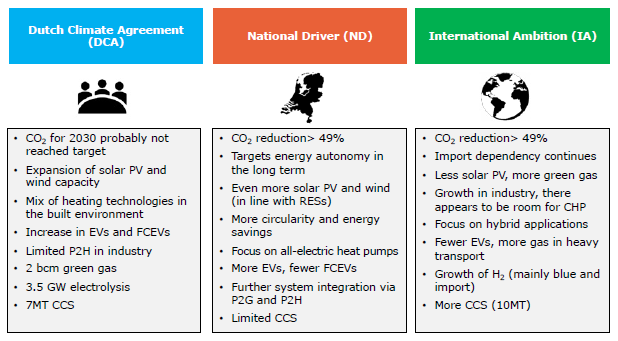 Dutch Climate Agreement
(DCA)
National Driver (ND)
International Ambition (IA)
• CO₂ for 2030 probably not
reached target
• Expansion of solar PV and
wind capacity
• Mix of heating technologies in
the built environment
• Increase in EVs and FCEVs
• Limited P2H in industry
• 2 bcm green gas
• 3.5 GW electrolysis
• 7MT CCS
• CO₂ reduction> 49%
• Targets energy autonomy in
the long term
• Even more solar PV and wind
(in line with RESs)
• More circularity and energy
savings
• Focus on all-electric heat pumps
• More EVs, fewer FCEVs
• Further system integration via
P2G and P2H
• Limited CCS
• CO₂ reduction> 49%
• Import dependency continues
• Less solar PV, more green gas
• Growth in industry, there
appears to be room for CHP
• Focus on hybrid applications
• Fewer EVs, more gas in heavy
transport
• Growth of H₂ (mainly blue and
import)
• More CCS (10MT)